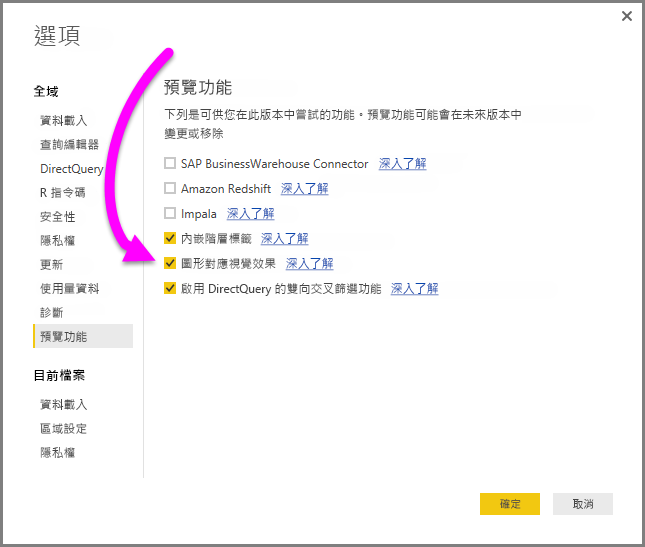 選項
全域
資料載入
查詢編輯器
DirectQuery
R 指令碼
安全性
隱私權
更新
使用量資料
診斷
預覽功能
目前檔案
資料載入
區域設定
隱私權
預覽功能
下列是可供您在此版本中嘗試的功能。預覽功能可能會在未來版本中
變更或移除
SAP BusinessWarehouse Connector 深入了解
Amazon Redshift 深入了解
Impala 深入了解
內嵌階層標籤 深入了解
圖形對應視覺效果 深入了解
啟用 DirectQuery 的雙向交叉篩選功能 深入了解
確定
取消